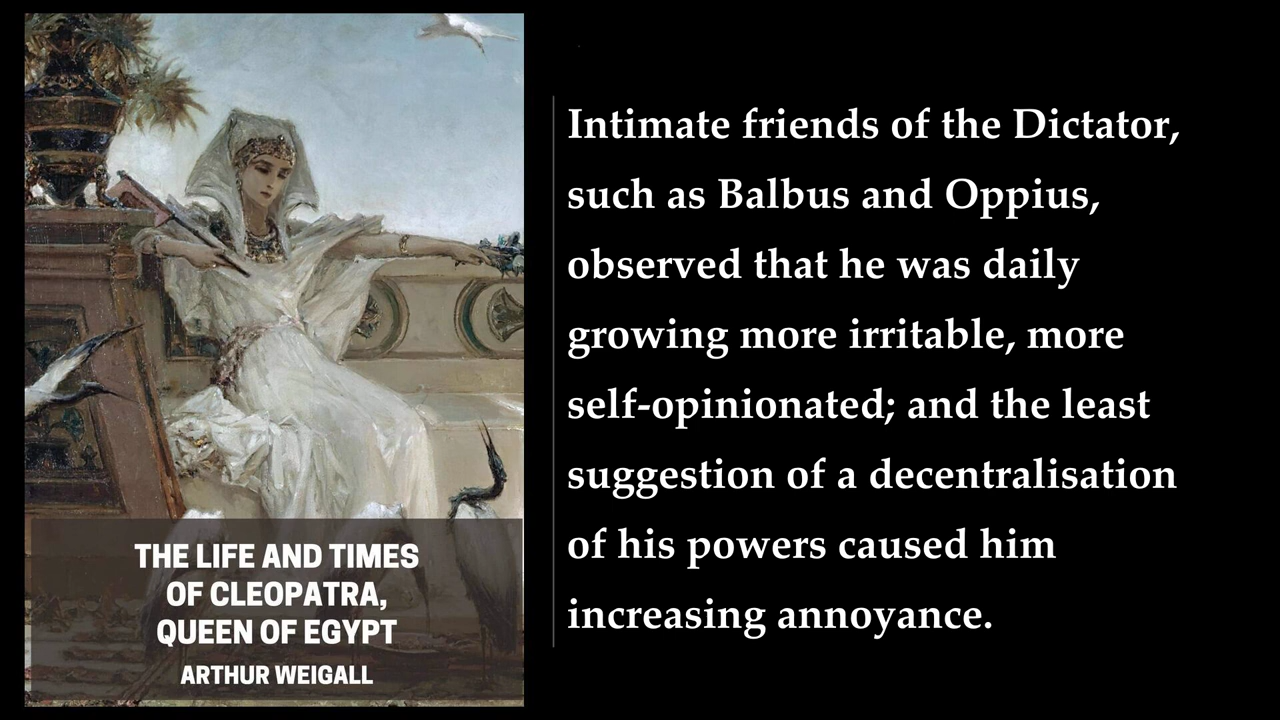 THE LIFE AND TIMES
OF CLEOPATRA,
QUEEN OF EGYPT
ARTHUR WEIGALL
Intimate friends of the Dictator,
such as Balbus and Oppius,
observed that he was daily
growing more irritable, more
self-opinionated; and the least
suggestion of a decentralisation
of his powers caused him
increasing annoyance.